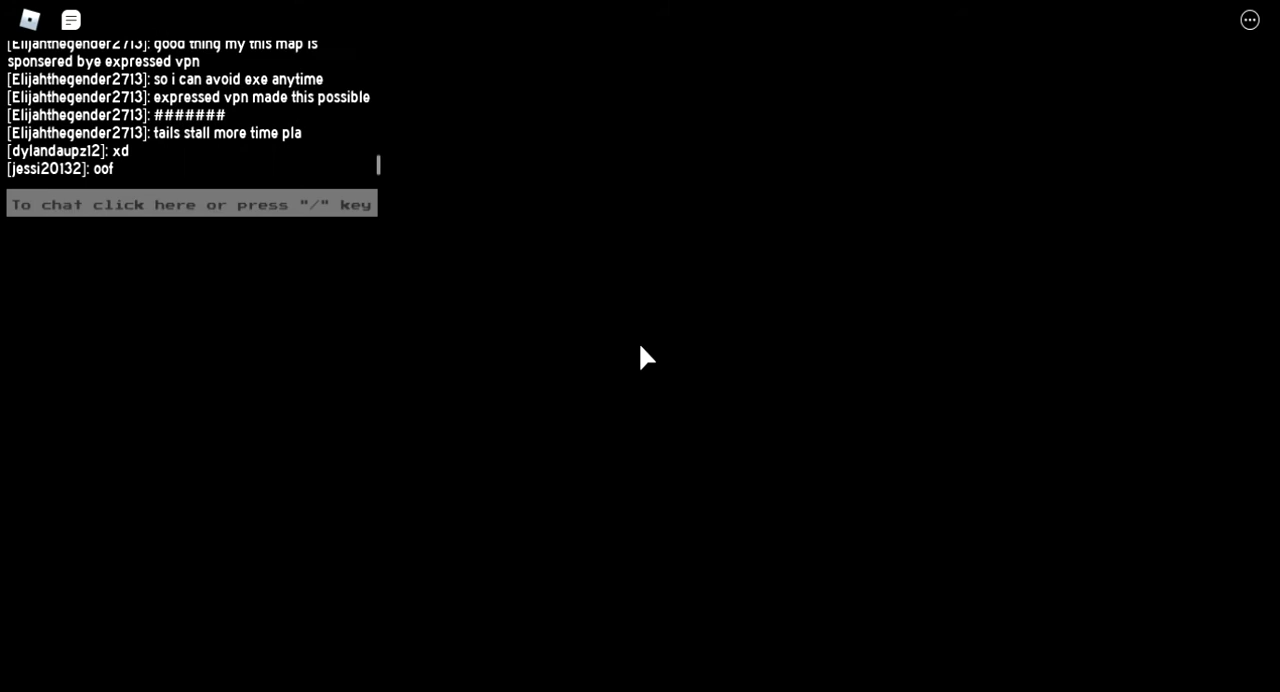 [Elijahthegender2713]: good thing my this map is
sponsered bye expressed vpn
[Elijahthegender2713]: so i can avoid exe anytime
[Elijahthegender2713]: expressed vpn made this possible
[Elijahthegender2713]: #######
[Elijahthegender2713]: tails stall more time pla
[dylandaupz12]: xd
[jessi20132]: oof
To chat click here or press "/" key